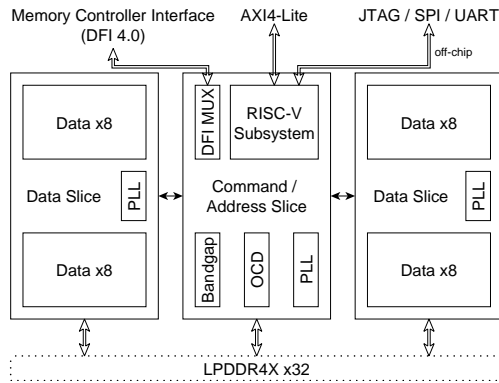 Memory Controller Interface
(DFI 4.0)
AXI4-Lite
JTAG / SPI / UART
off-chip
Data x8
Data Slice
PLL
Data x8
DFI MUX
RISC-V
Subsystem
Command /
Address Slice
Bandgap
OCD
PLL
Data x8
Data Slice
PLL
Data x8
LPDDR4X x32